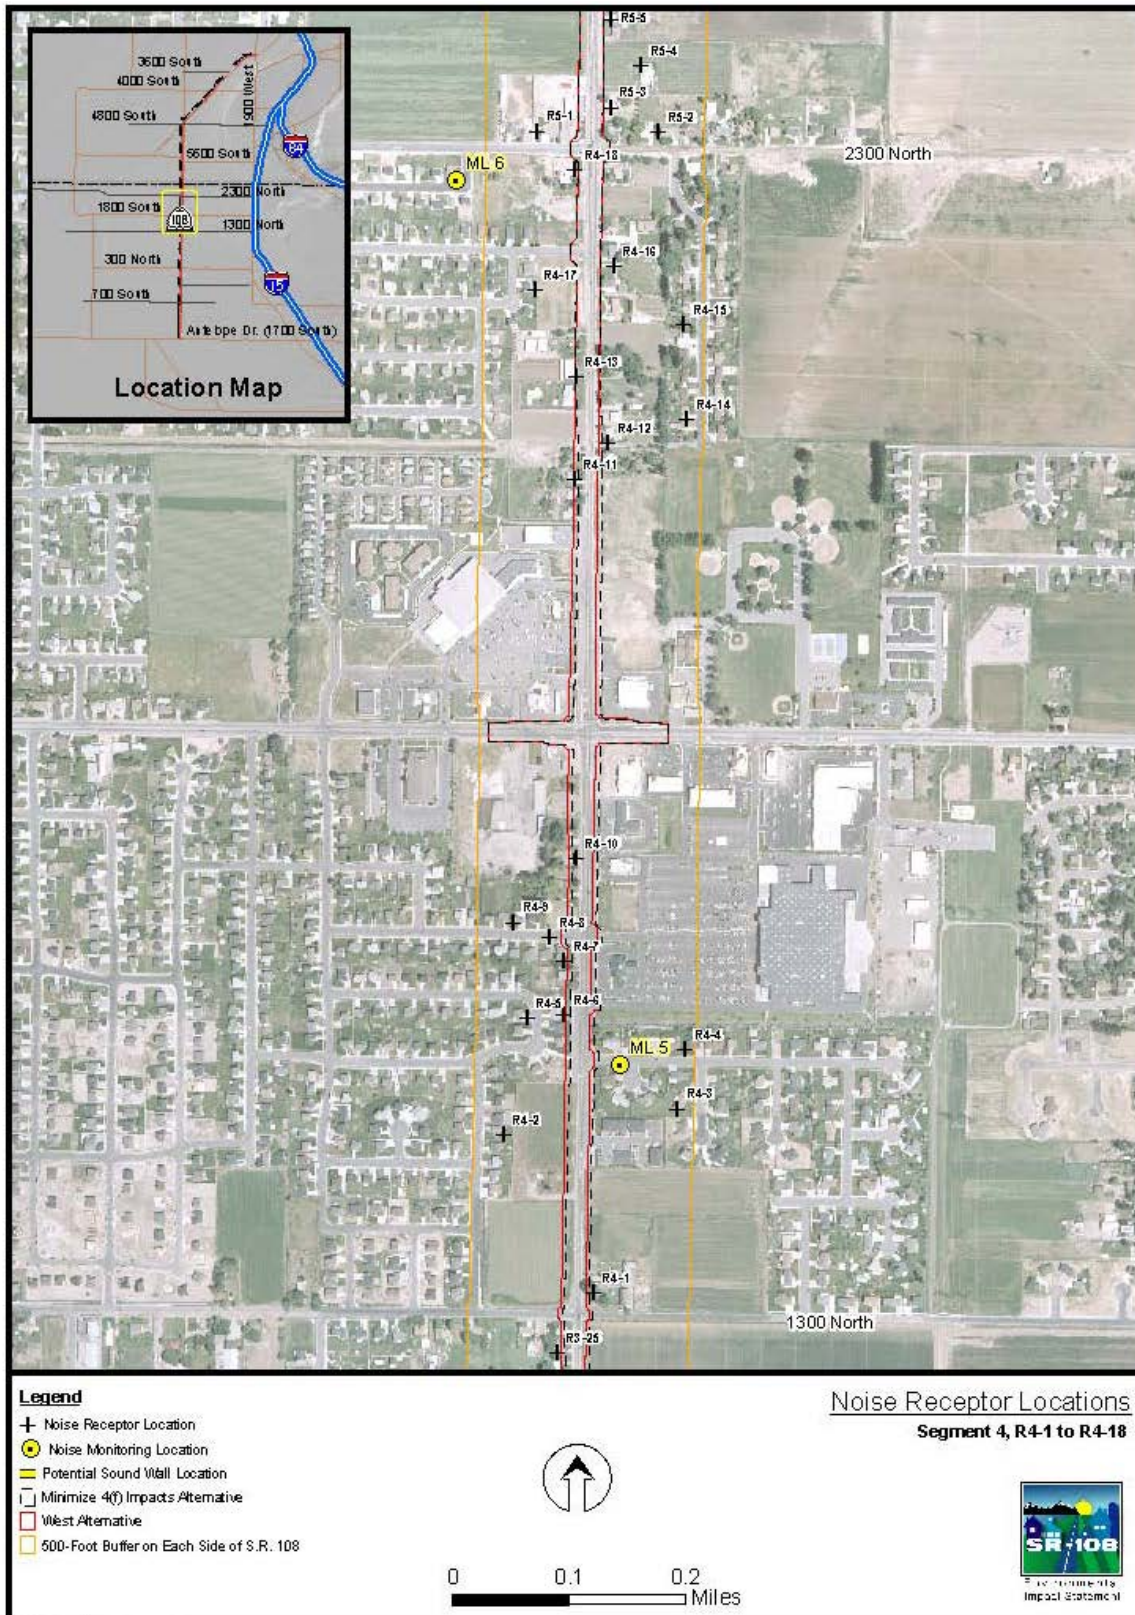 3600 South
4000 South
1900 West
4800 South
84
5600 South
2300 North
1800 South
108
1300 North
300 North
15
700 South
Antelope Dr. (1700 South)
Location Map
R5-5
R5-4
R5-3
R5-1
R5-2
2300 North
ML 6
R4-18
R4-16
R4-17
R4-15
R4-13
R4-14
R4-12
R4-11
R4-10
R4-9
R4-8
R4-7
R4-5
R4-6
R4-4
ML 5
R4-3
R4-2
R4-1
1300 North
R3-25
Legend
Noise Receptor Location
Noise Monitoring Location
Potential Sound Wall Location
Minimize 4(f) Impacts Alternative
West Alternative
500-Foot Buffer on Each Side of S.R. 108
Noise Receptor Locations
Segment 4, R4-1 to R4-18
0 0.1 0.2
Miles
SR-108
Environmental
Impact Statement